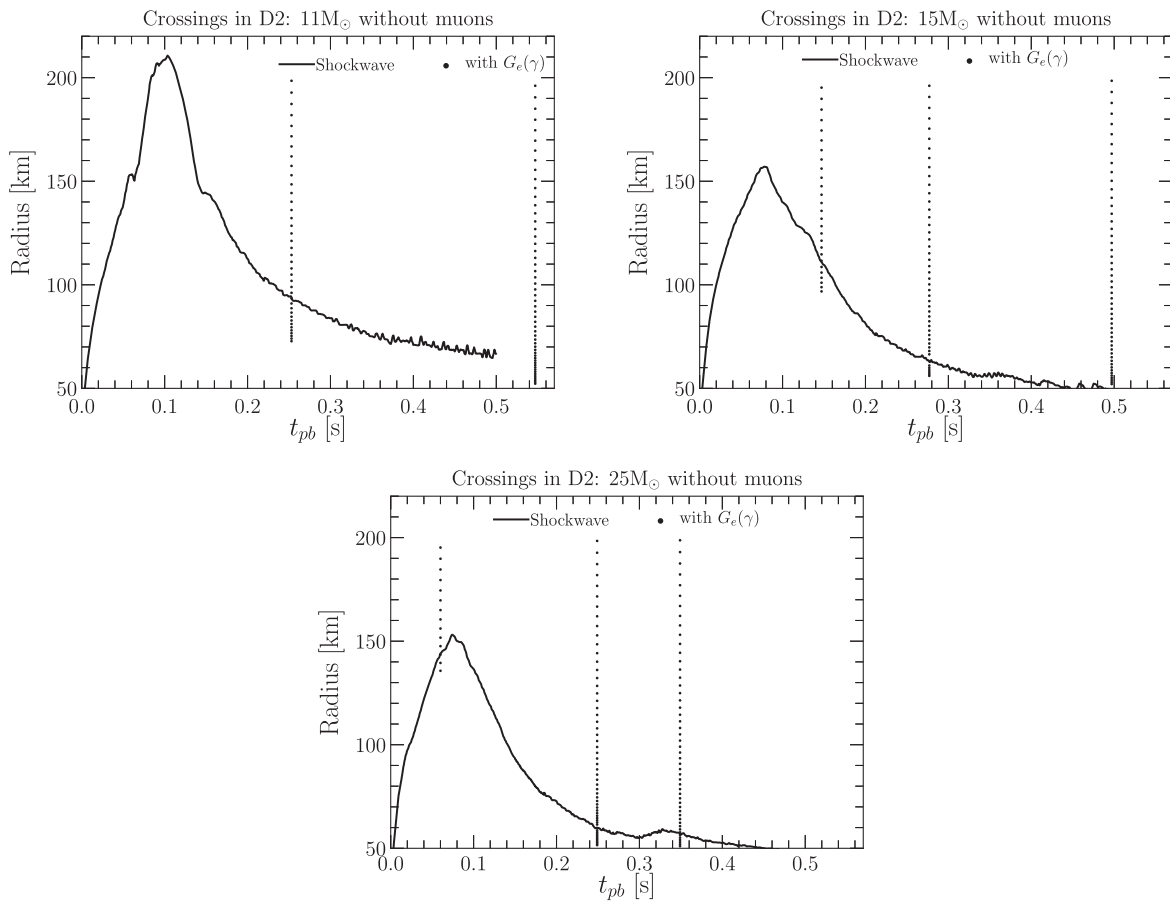 Crossings in D2: 11M⊙ without muons
Shockwave
with Gₑ(γ)
200
150
100
50
Radius [km]
0.0 0.1 0.2 0.3 0.4 0.5
t_pb [s]
Crossings in D2: 15M⊙ without muons
Shockwave
with Gₑ(γ)
200
150
100
50
Radius [km]
0.0 0.1 0.2 0.3 0.4 0.5
t_pb [s]
Crossings in D2: 25M⊙ without muons
Shockwave
with Gₑ(γ)
200
150
100
50
Radius [km]
0.0 0.1 0.2 0.3 0.4 0.5
t_pb [s]